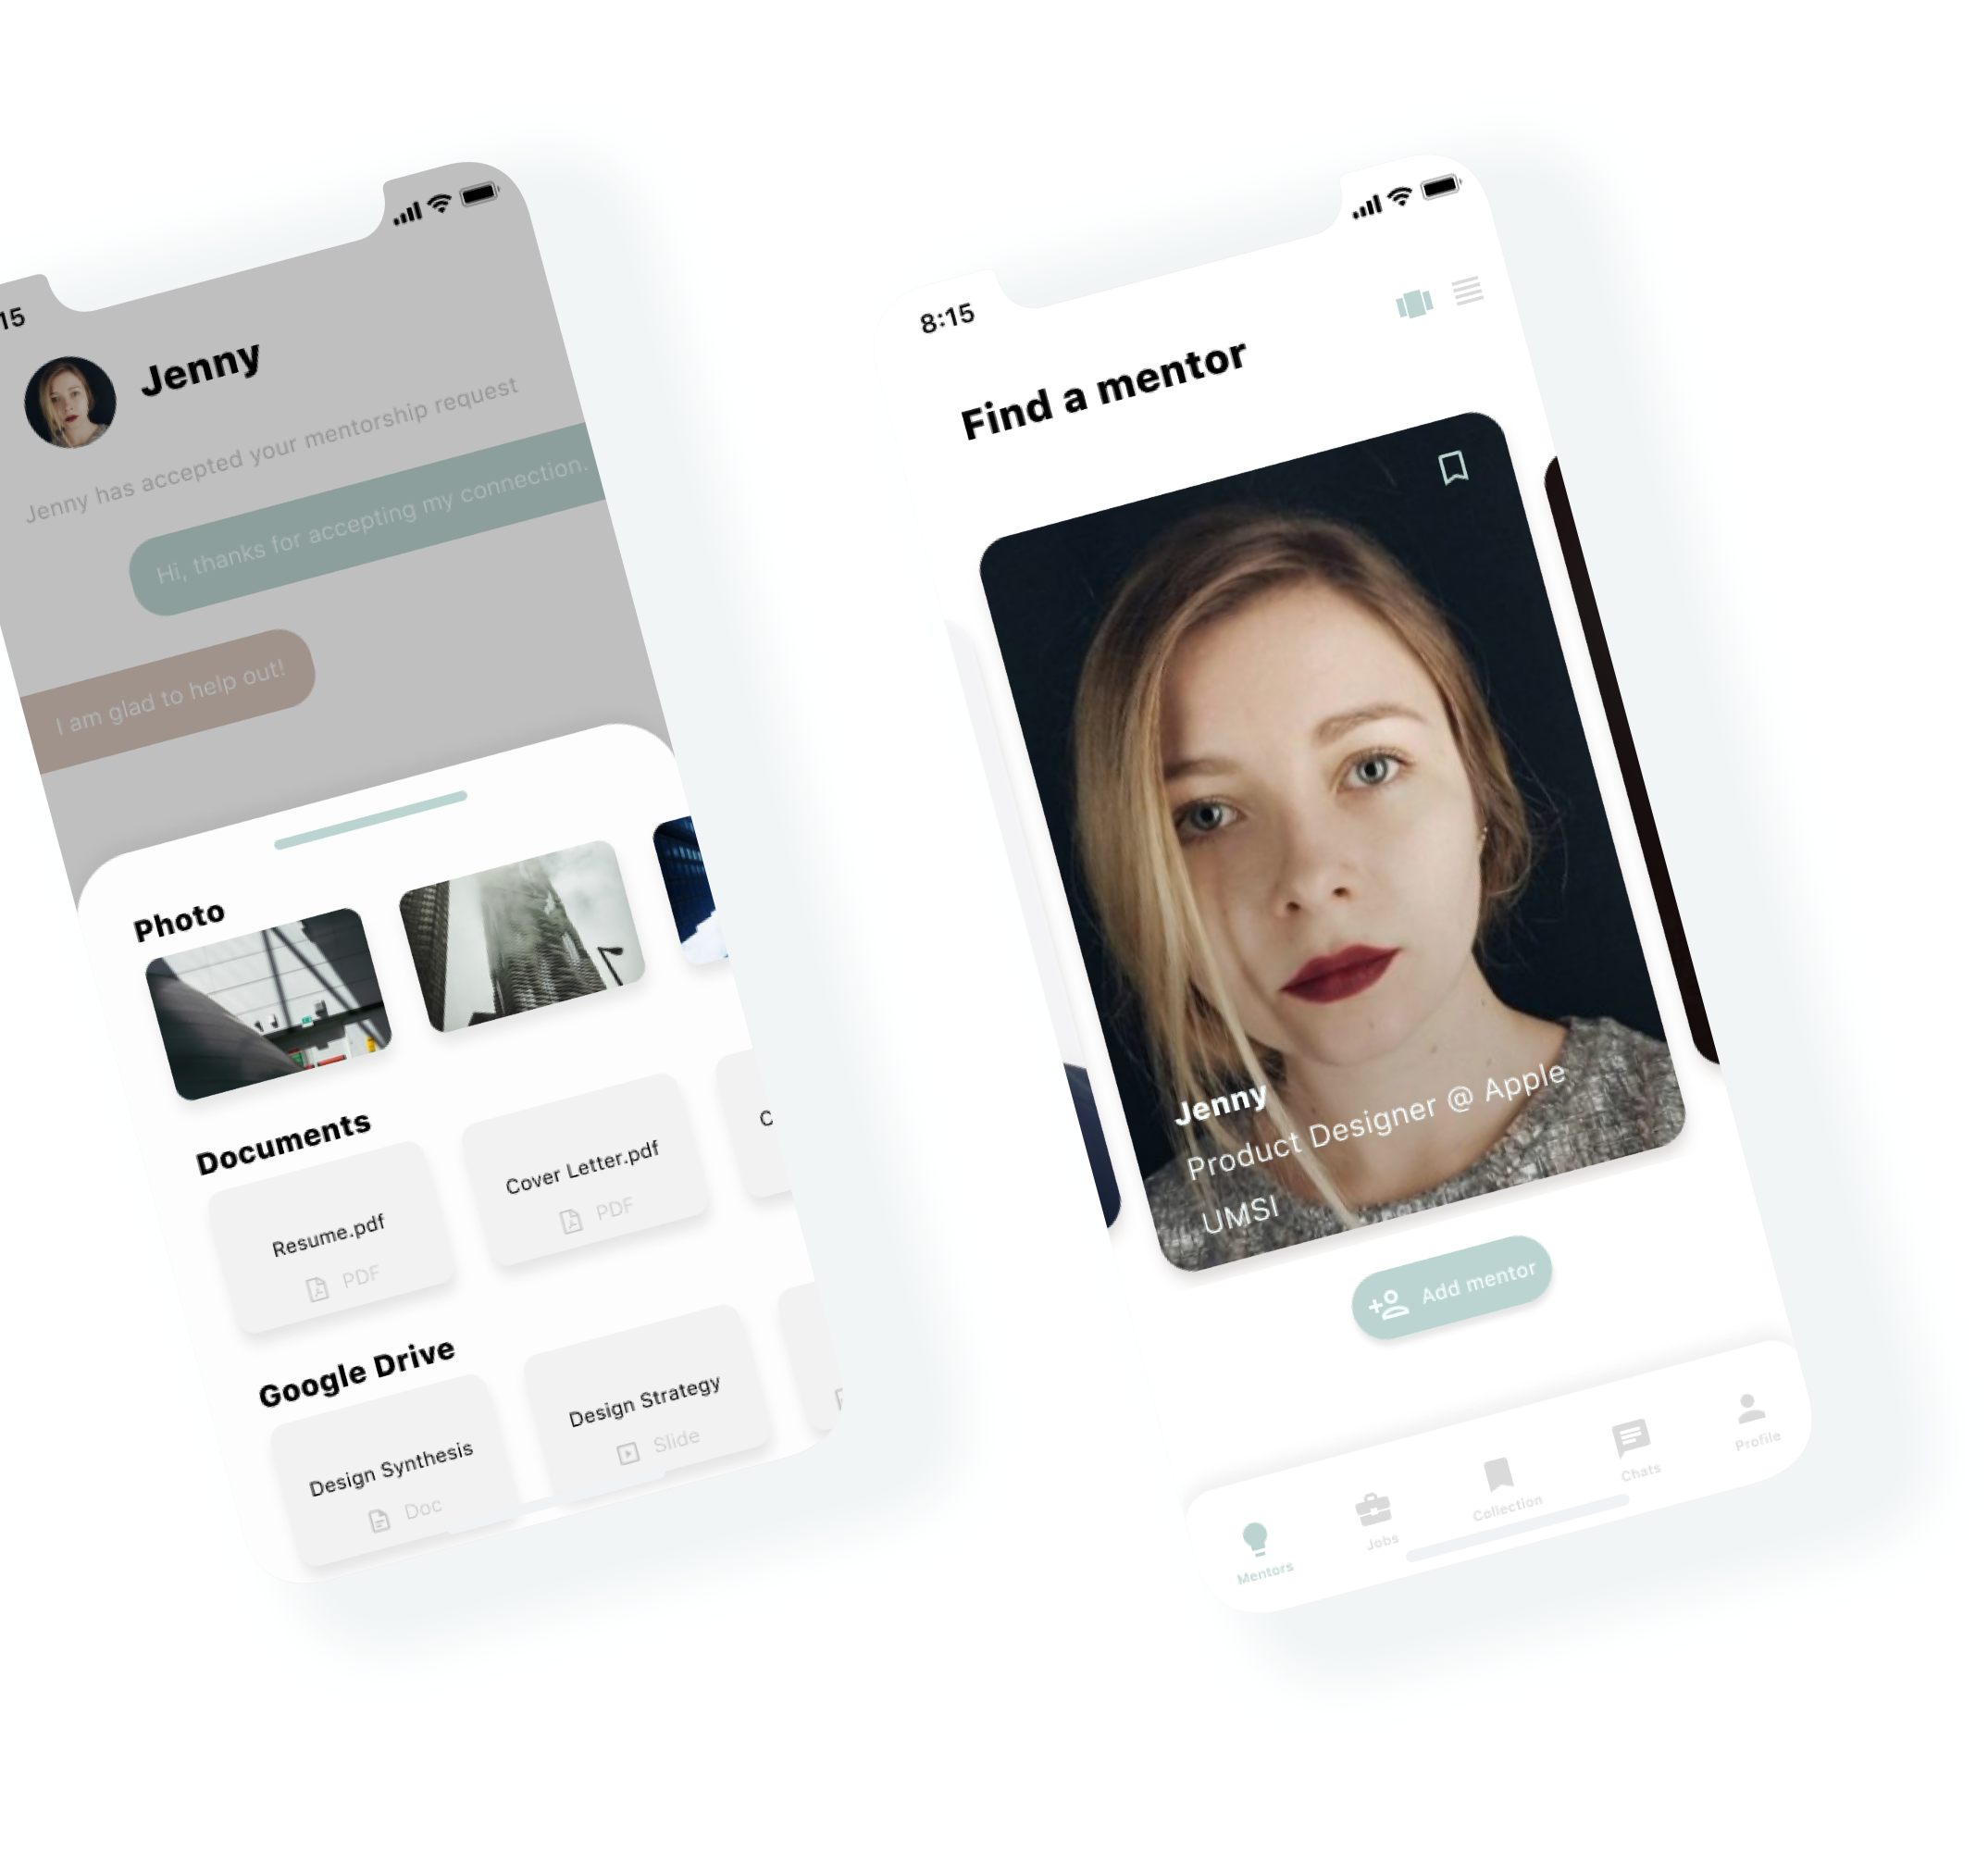 15
Jenny
Jenny has accepted your mentorship request
Hi, thanks for accepting my connection.
I am glad to help out!
Photo
Documents
Resume.pdf
PDF
Cover Letter.pdf
PDF
C
Google Drive
Design Synthesis
Doc
Design Strategy
Slide
8:15
Find a mentor
Jenny
Product Designer @ Apple
UMSI
Add mentor
Mentors
Jobs
Collection
Chats
Profile